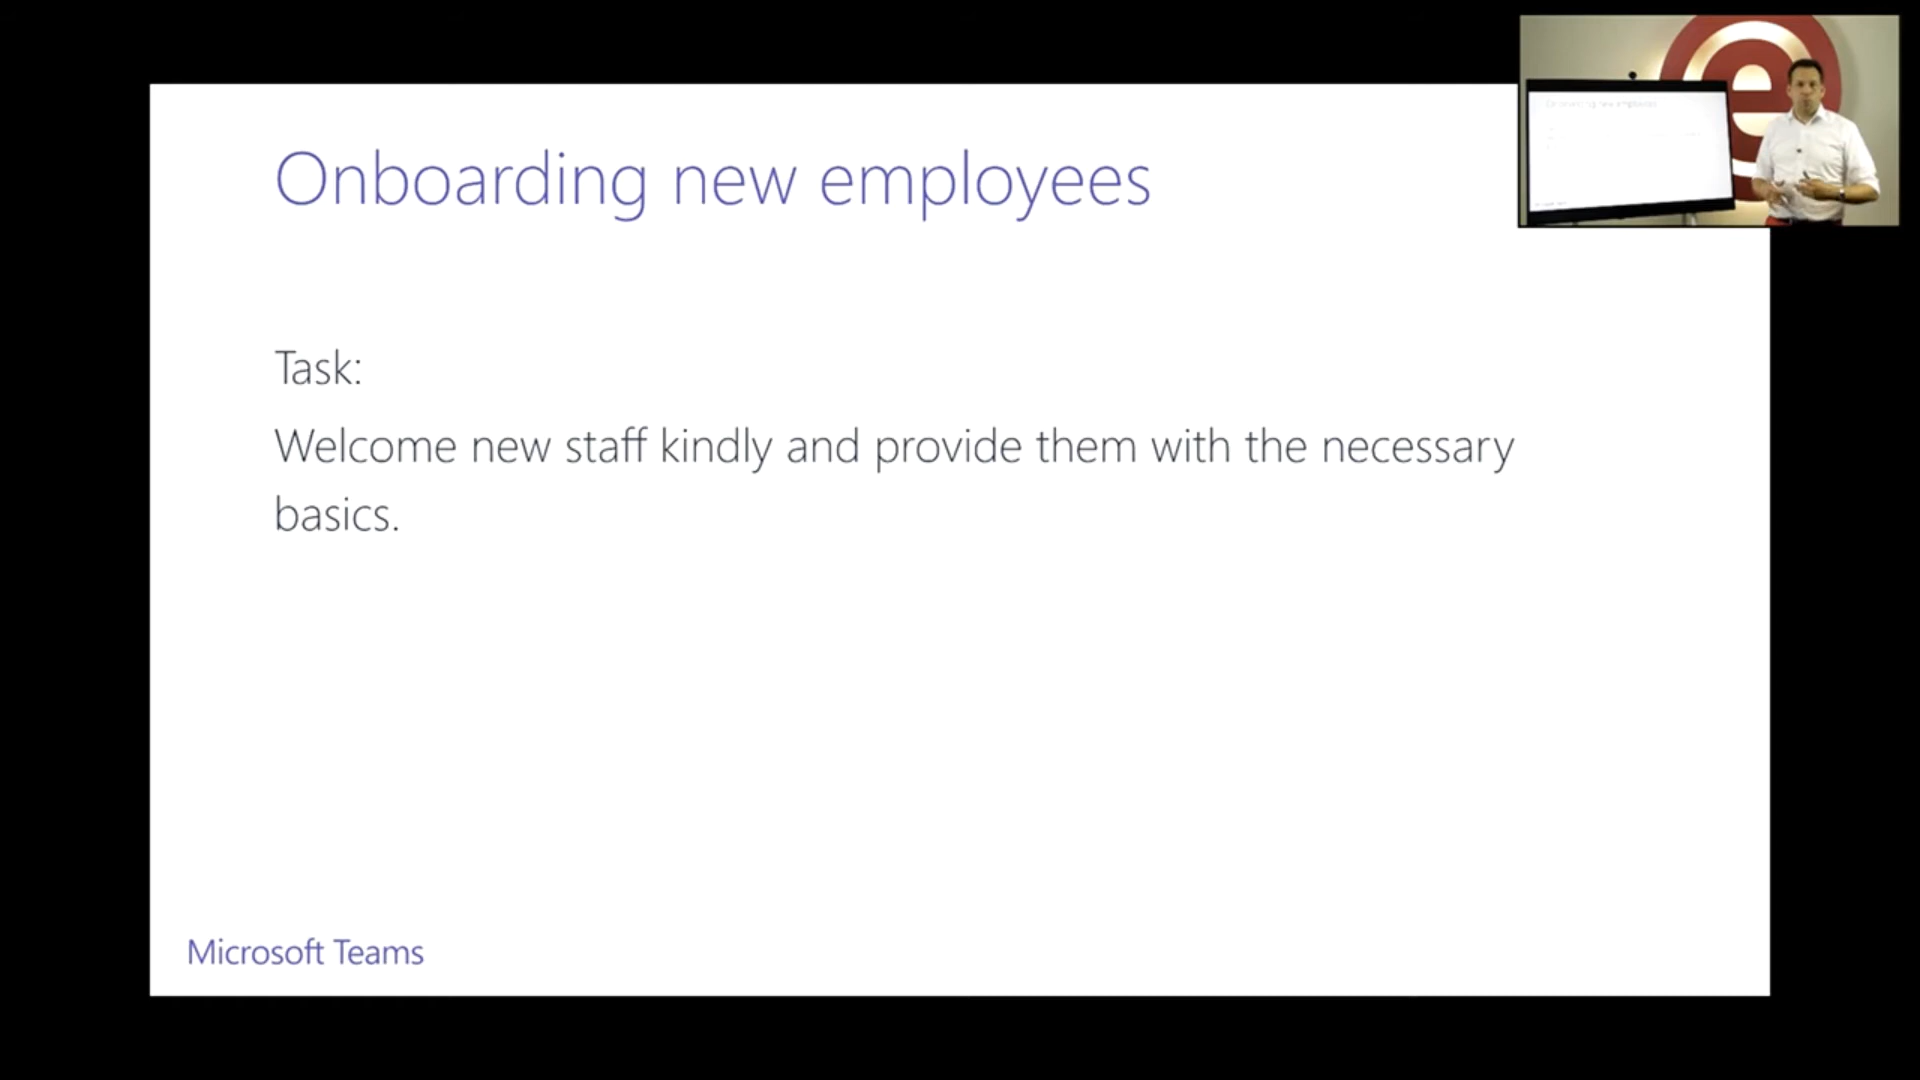 Onboarding new employees
Task:
Welcome new staff kindly and provide them with the necessary
basics.
Microsoft Teams
e